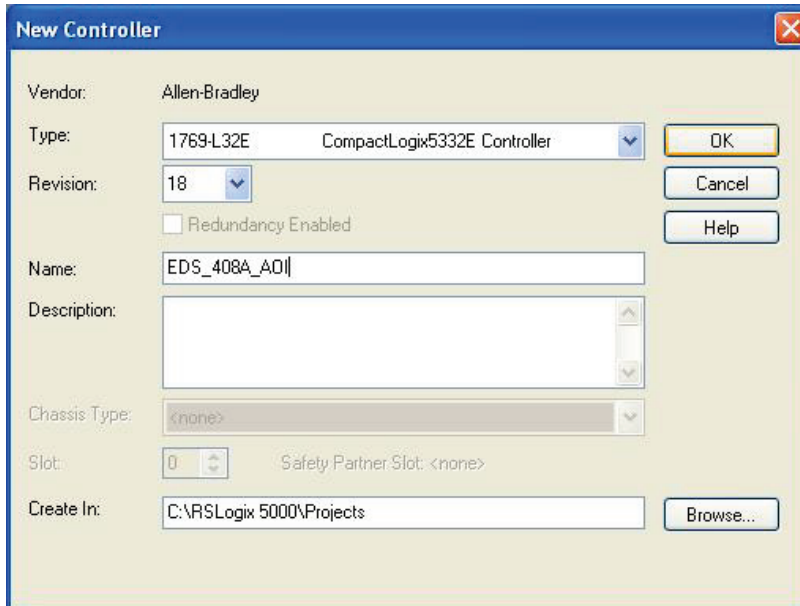 New Controller
Vendor: Allen-Bradley
Type: 1769-L32E CompactLogix5332E Controller OK
Revision: 18 Cancel
Redundancy Enabled Help
Name: EDS_408A_AOI
Description:
Chassis Type: <none>
Slot: 0 Safety Partner Slot: <none>
Create In: C:\RSLogix 5000\Projects Browse...